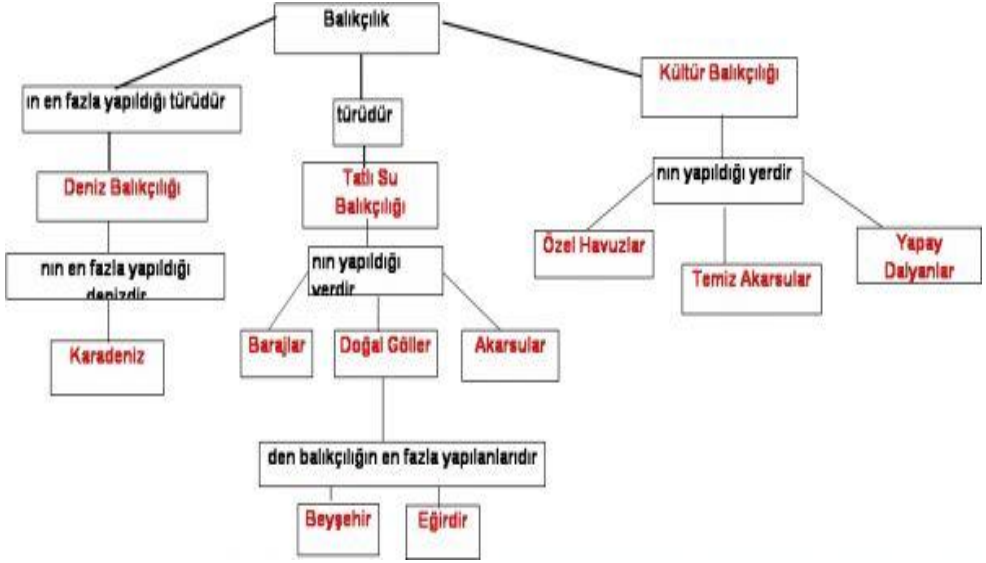 Balıkçılık
ın en fazla yapıldığı türüdür
türüdür
Kültür Balıkçılığı
Deniz Balıkçılığı
Tatlı Su
Balıkçılığı
nın yapıldığı yerdir
nın en fazla yapıldığı
denizdir
nın yapıldığı
yerdir
Özel Havuzlar
Temiz Akarsular
Yapay
Dalyanlar
Karadeniz
Barajlar
Doğal Göller
Akarsular
den balıkçılığın en fazla yapılanlarıdır
Beyşehir
Eğirdir